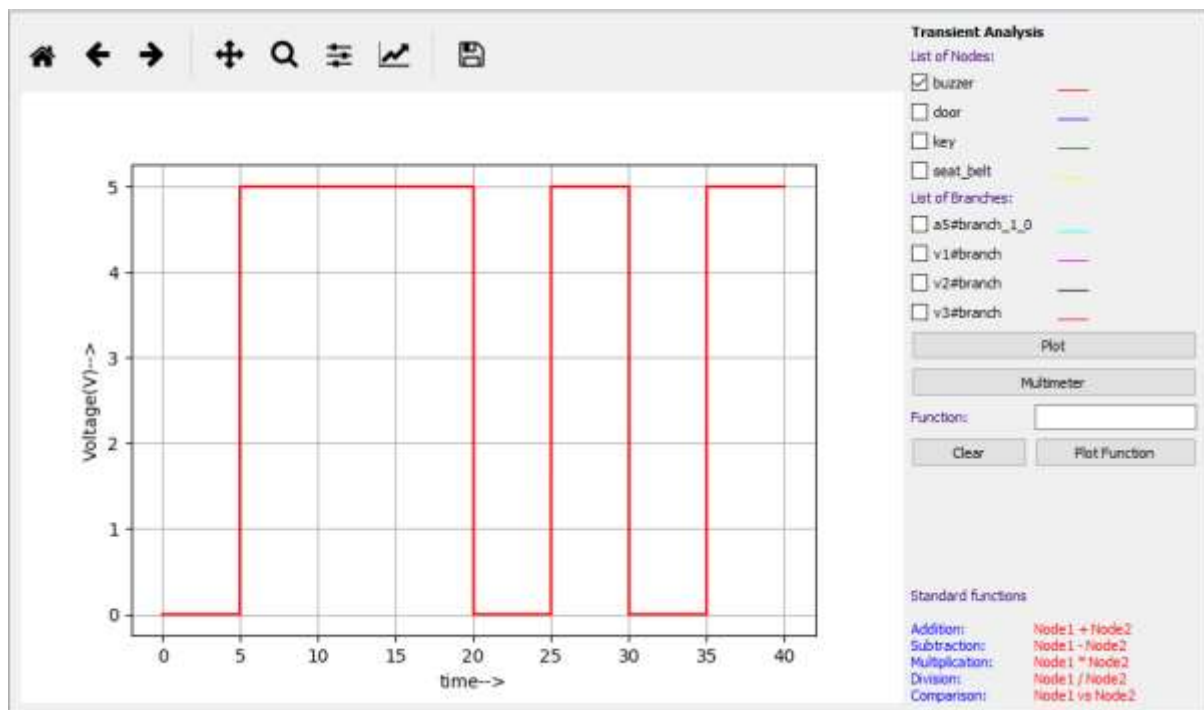 Transient Analysis
List of Nodes:
buzzer
door
key
seat_belt
List of Branches:
a5#branch_1_0
v1#branch
v2#branch
v3#branch
Plot
Multimeter
Function:
Clear
Plot Function
Standard functions
Addition: Node1 + Node2
Subtraction: Node1 - Node2
Multiplication: Node1 * Node2
Division: Node1 / Node2
Comparison: Node1 vs Node2
Voltage(V)-->
5
4
3
2
1
0
0 5 10 15 20 25 30 35 40
time-->